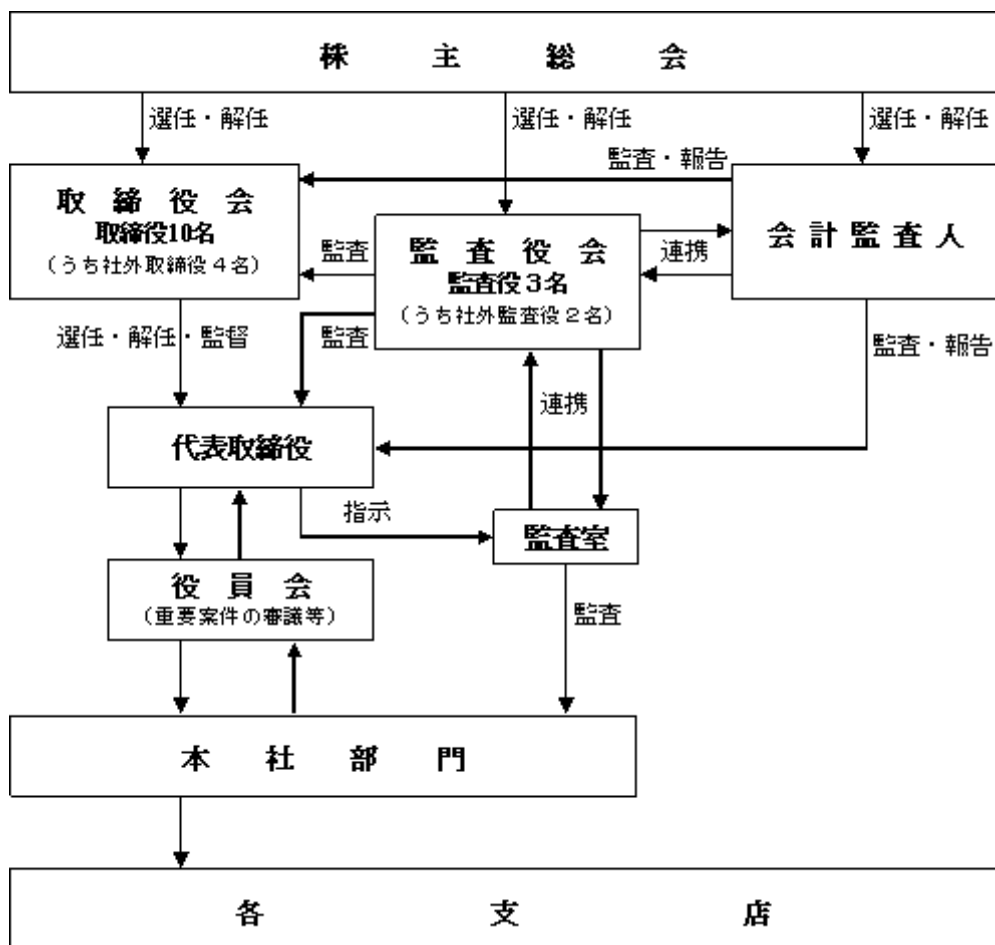 株主総会
選任・解任
選任・解任
選任・解任
監査・報告
取締役会
取締役10名
(うち社外取締役4名)
監査
監査役会
監査役3名
(うち社外監査役2名)
連携
会計監査人
選任・解任・監督
監査
監査・報告
連携
代表取締役
指示
監査室
役員会
(重要案件の審議等)
監査
本社部門
各支店